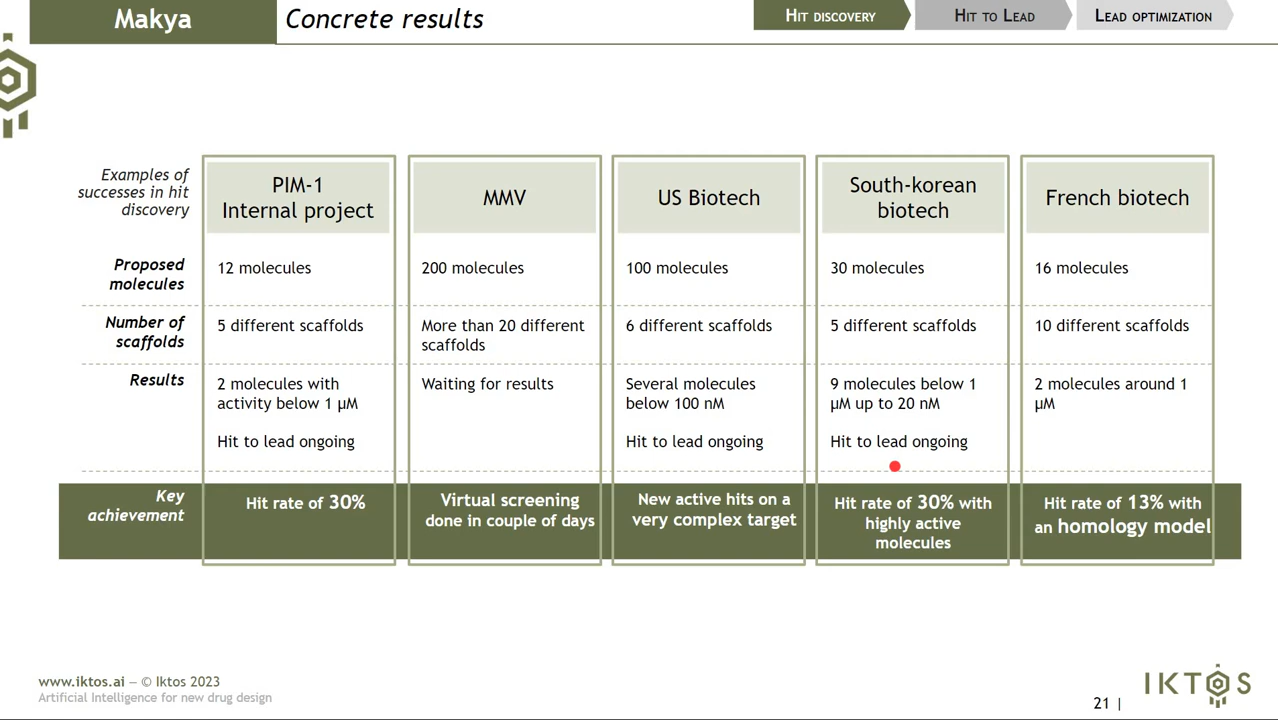 Makya
Concrete results
HIT DISCOVERY
HIT TO LEAD
LEAD OPTIMIZATION
Examples of
successes in hit
discovery
PIM-1
Internal project
MMV
US Biotech
South-korean
biotech
French biotech
Proposed
molecules
12 molecules
200 molecules
100 molecules
30 molecules
16 molecules
Number of
scaffolds
5 different scaffolds
More than 20 different
scaffolds
6 different scaffolds
5 different scaffolds
10 different scaffolds
Results
2 molecules with
activity below 1 µM
Hit to lead ongoing
Waiting for results
Several molecules
below 100 nM
Hit to lead ongoing
9 molecules below 1
µM up to 20 nM
Hit to lead ongoing
2 molecules around 1
µM
Key
achievement
Hit rate of 30%
Virtual screening
done in couple of days
New active hits on a
very complex target
Hit rate of 30% with
highly active
molecules
Hit rate of 13% with
an homology model
www.iktos.ai – © Iktos 2023
Artificial Intelligence for new drug design
21 |
IKTOS